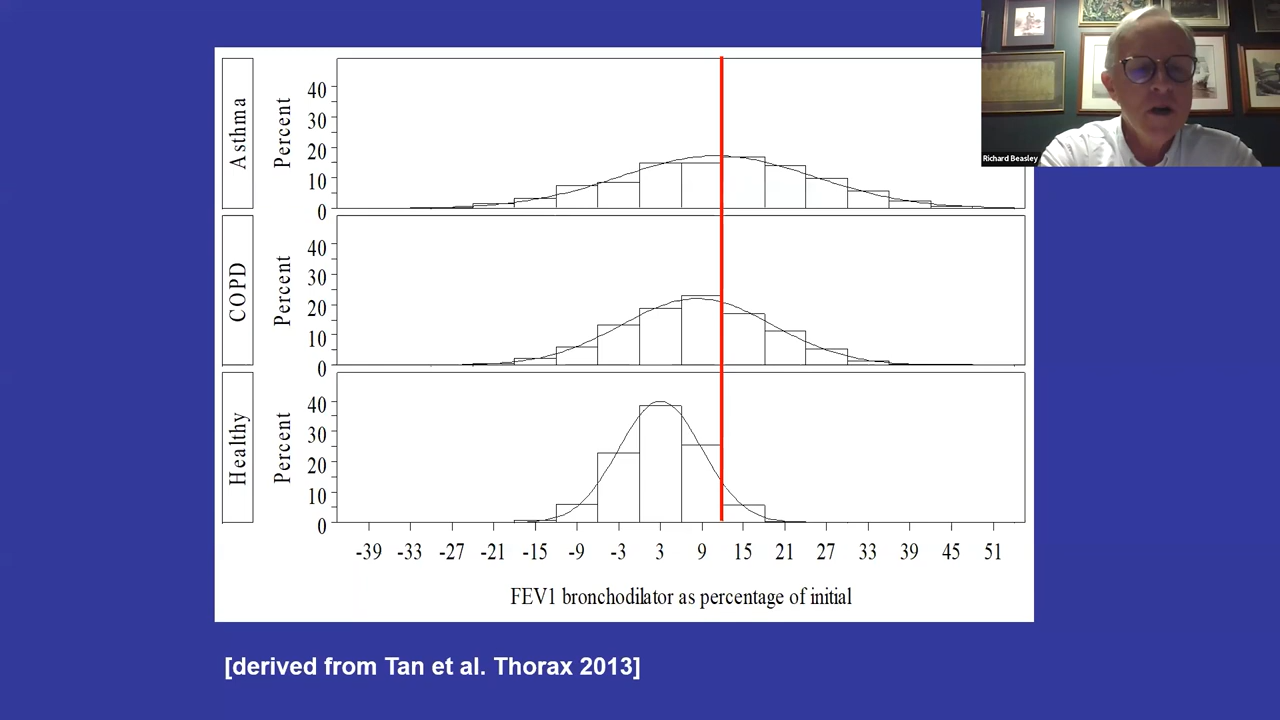 Richard Beasley
Asthma
Percent
40
30
20
10
0
COPD
Percent
40
30
20
10
0
Healthy
Percent
40
30
20
10
0
-39 -33 -27 -21 -15 -9 -3 3 9 15 21 27 33 39 45 51
FEV1 bronchodilator as percentage of initial
[derived from Tan et al. Thorax 2013]